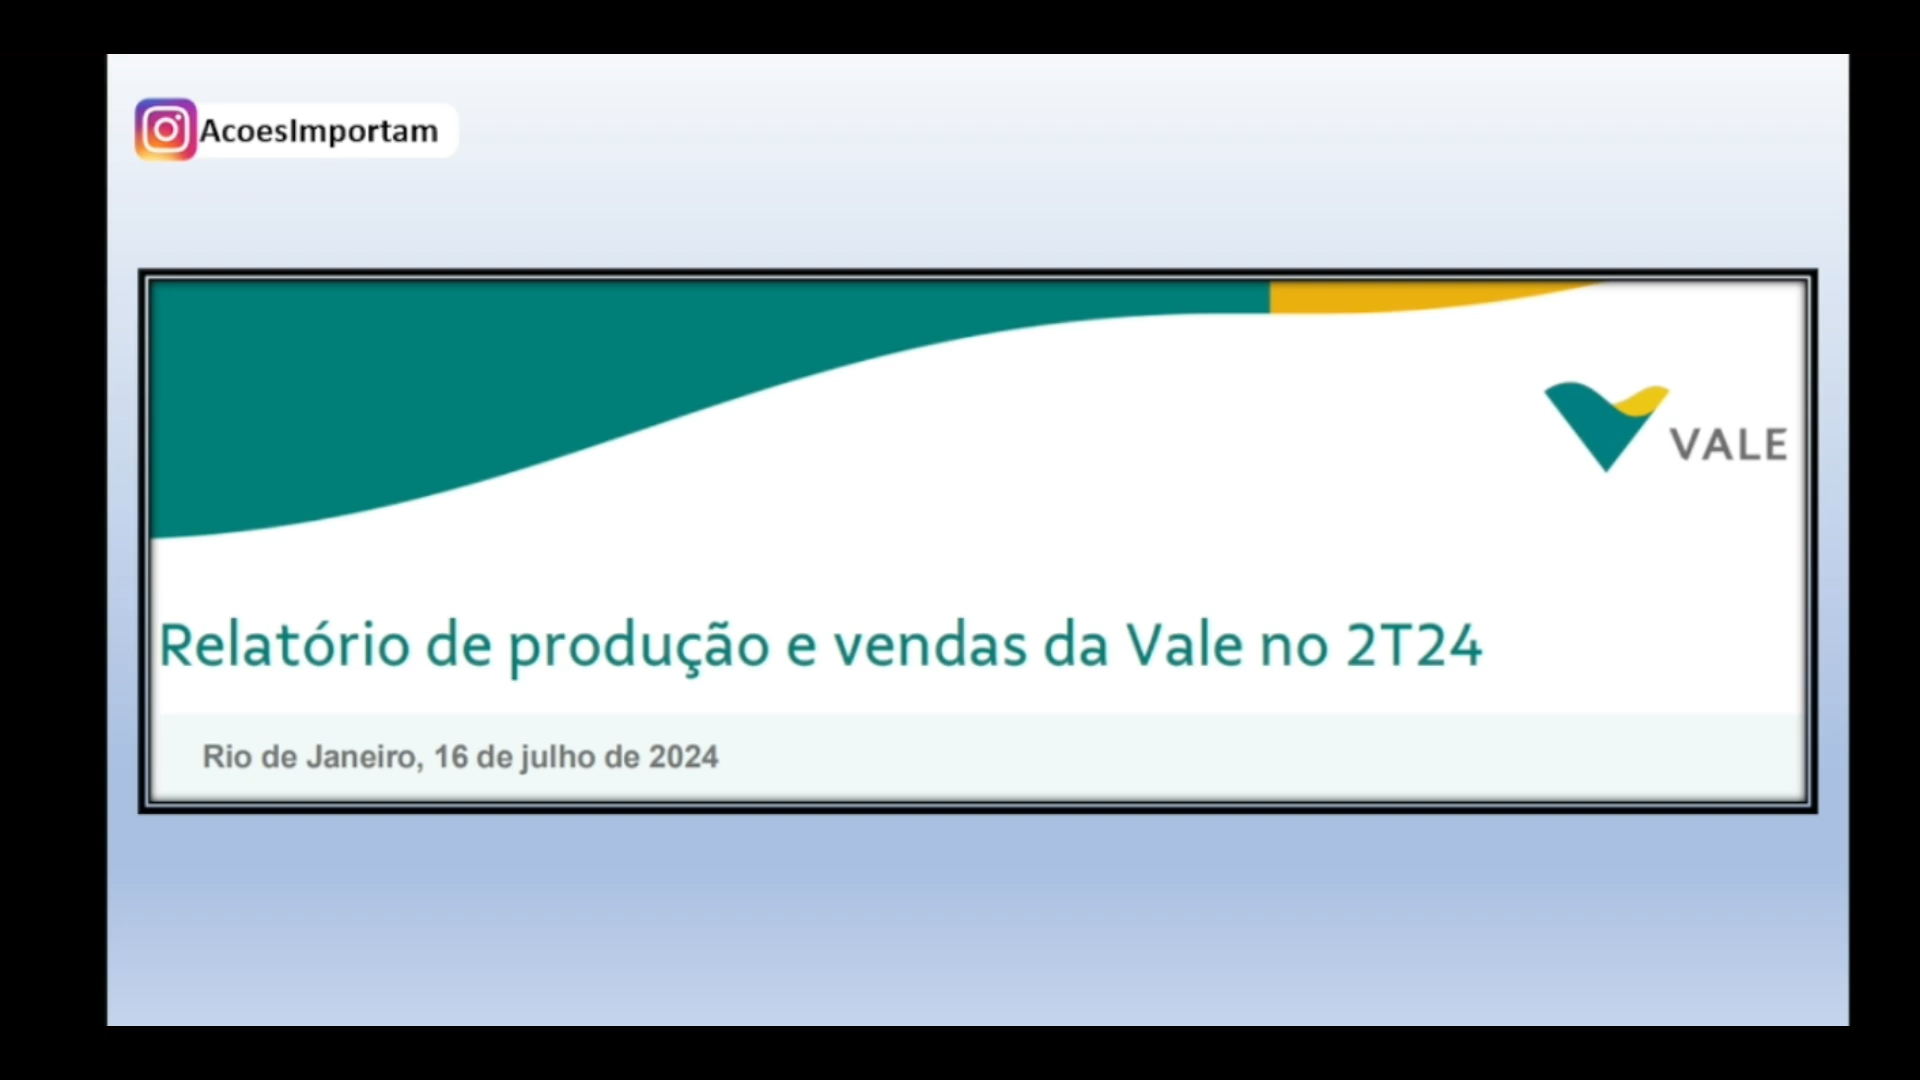 AcoesImportam
VALE
Relatório de produção e vendas da Vale no 2T24
Rio de Janeiro, 16 de julho de 2024